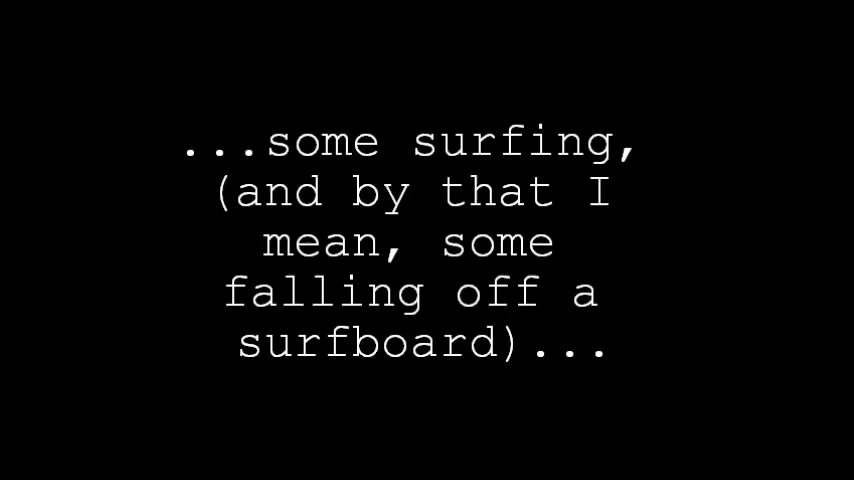 ...some surfing,
(and by that I
mean, some
falling off a
surfboard)...